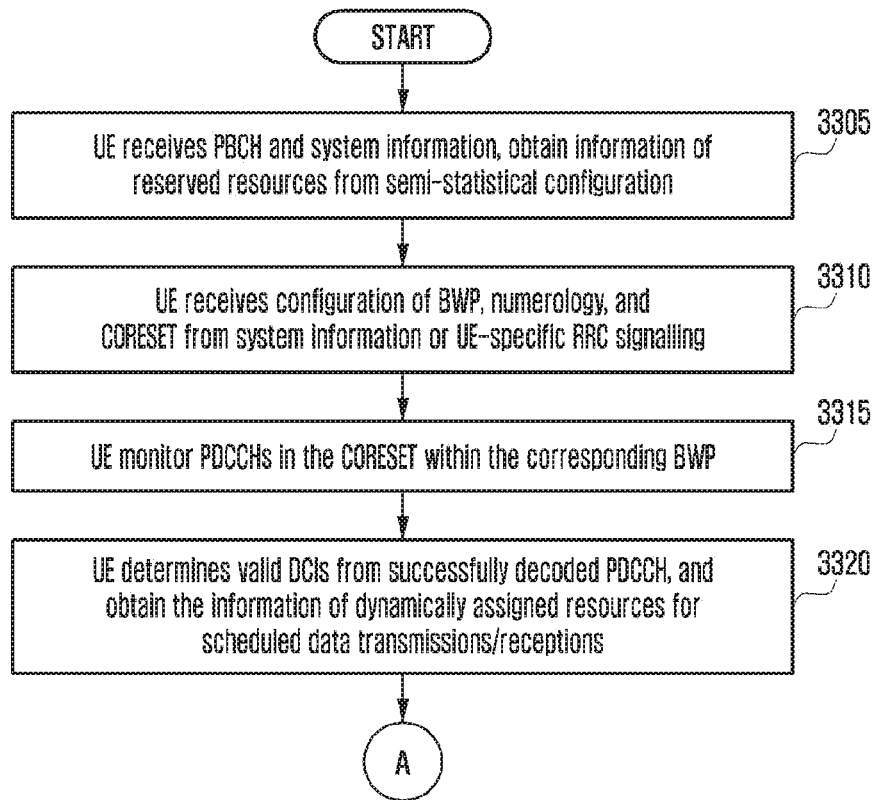 START
UE receives PBCH and system information, obtain information of
reserved resources from semi-statistical configuration
3305
UE receives configuration of BWP, numerology, and
CORESET from system information or UE-specific RRC signalling
3310
UE monitor PDCCHs in the CORESET within the corresponding BWP
3315
UE determines valid DCIs from successfully decoded PDCCH, and
obtain the information of dynamically assigned resources for
scheduled data transmissions/receptions
3320
A